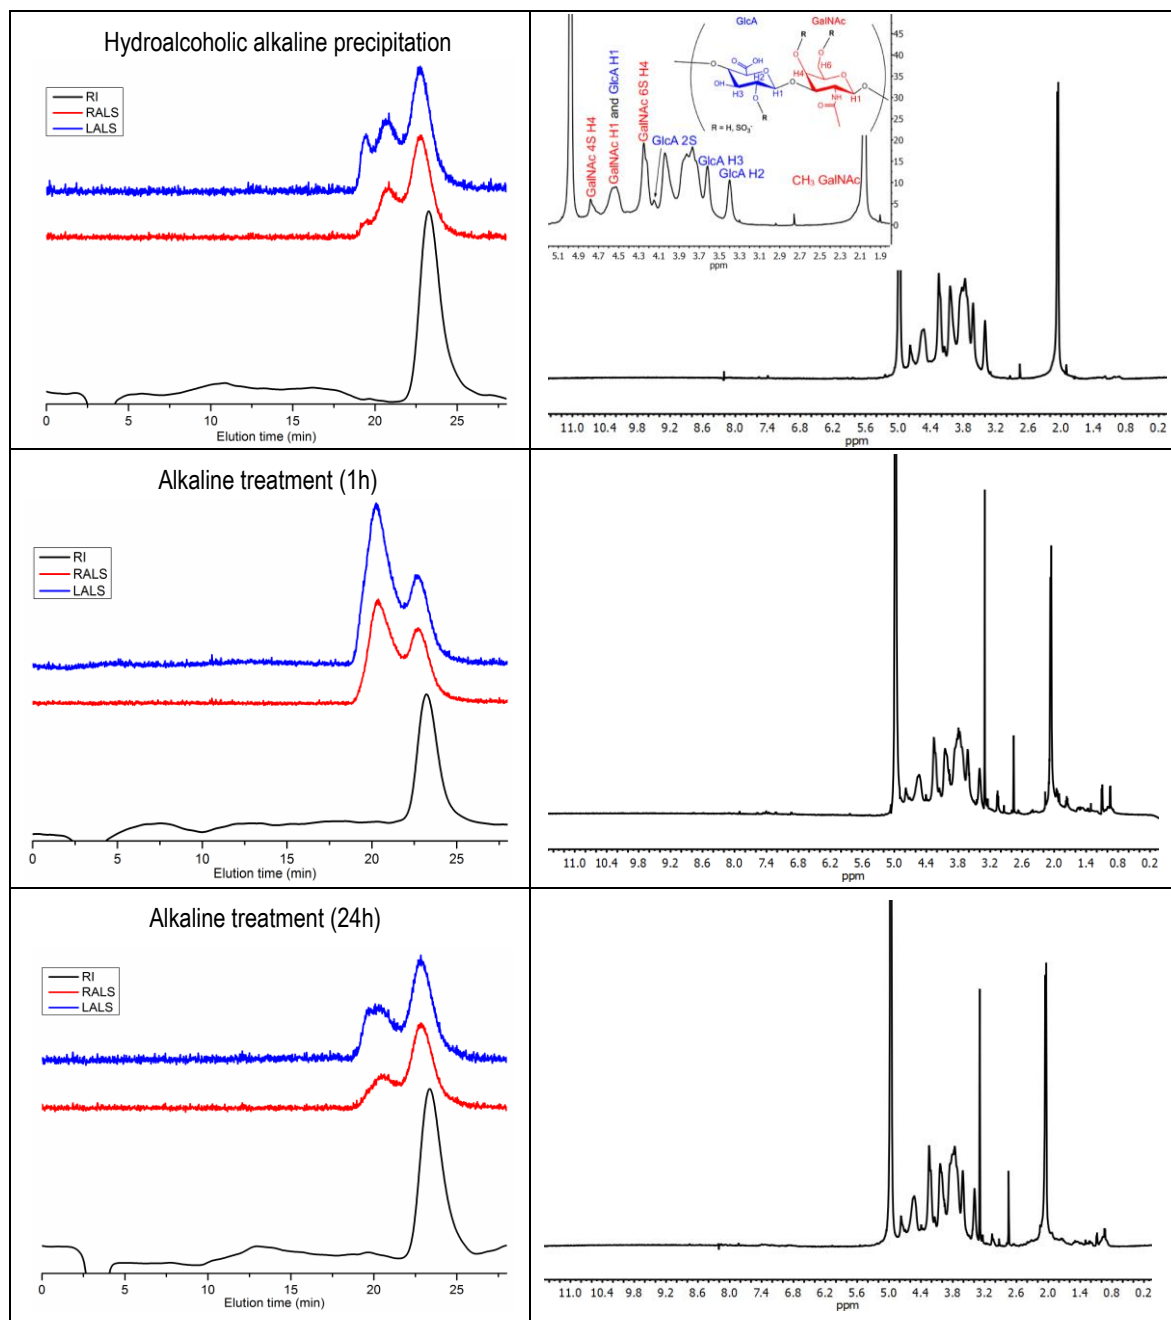 Hydroalcoholic alkaline precipitation
RI
RALS
LALS
0 5 10 15 20 25
Elution time (min)
GlcA
GalNAc
R
R
O
O
H6
OH
O
H4
O
H2
O
OH
H3
O
H1
O
NH
H1
O
O
R
R = H, SO₃⁻
GalNAc 4S H4
GalNAc H1 and GlcA H1
GalNAc 6S H4
GlcA 2S
GlcA H3
GlcA H2
CH₃ GalNAc
45
40
35
30
25
20
15
10
5
0
5.1 4.9 4.7 4.5 4.3 4.1 3.9 3.7 3.5 3.3 3.1 2.9 2.7 2.5 2.3 2.1 1.9
ppm
11.0 10.4 9.8 9.2 8.6 8.0 7.4 6.8 6.2 5.6 5.0 4.4 3.8 3.2 2.6 2.0 1.4 0.8 0.2
ppm
Alkaline treatment (1h)
RI
RALS
LALS
0 5 10 15 20 25
Elution time (min)
11.0 10.4 9.8 9.2 8.6 8.0 7.4 6.8 6.2 5.6 5.0 4.4 3.8 3.2 2.6 2.0 1.4 0.8 0.2
ppm
Alkaline treatment (24h)
RI
RALS
LALS
0 5 10 15 20 25
Elution time (min)
11.0 10.4 9.8 9.2 8.6 8.0 7.4 6.8 6.2 5.6 5.0 4.4 3.8 3.2 2.6 2.0 1.4 0.8 0.2
ppm